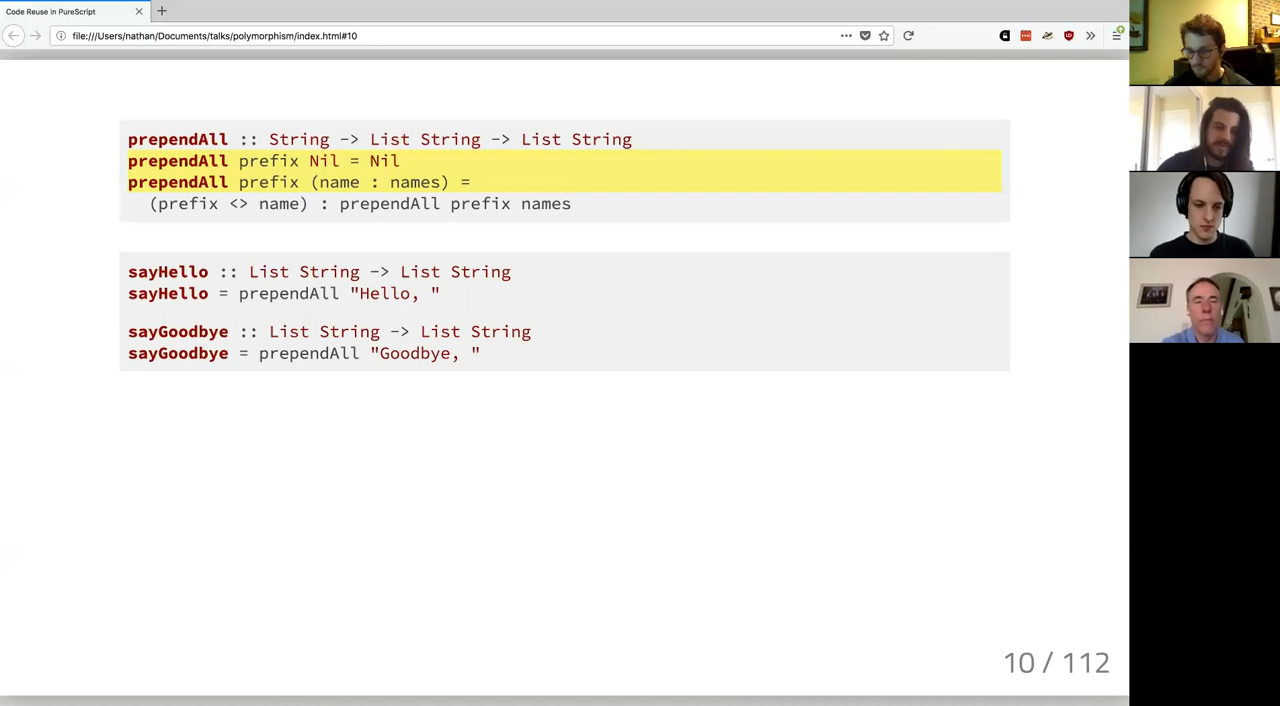 Code Reuse in PureScript
file:///Users/nathan/Documents/talks/polymorphism/index.html#10
prependAll :: String -> List String -> List String
prependAll prefix Nil = Nil
prependAll prefix (name : names) =
(prefix <> name) : prependAll prefix names
sayHello :: List String -> List String
sayHello = prependAll "Hello, "
sayGoodbye :: List String -> List String
sayGoodbye = prependAll "Goodbye, "
10 / 112